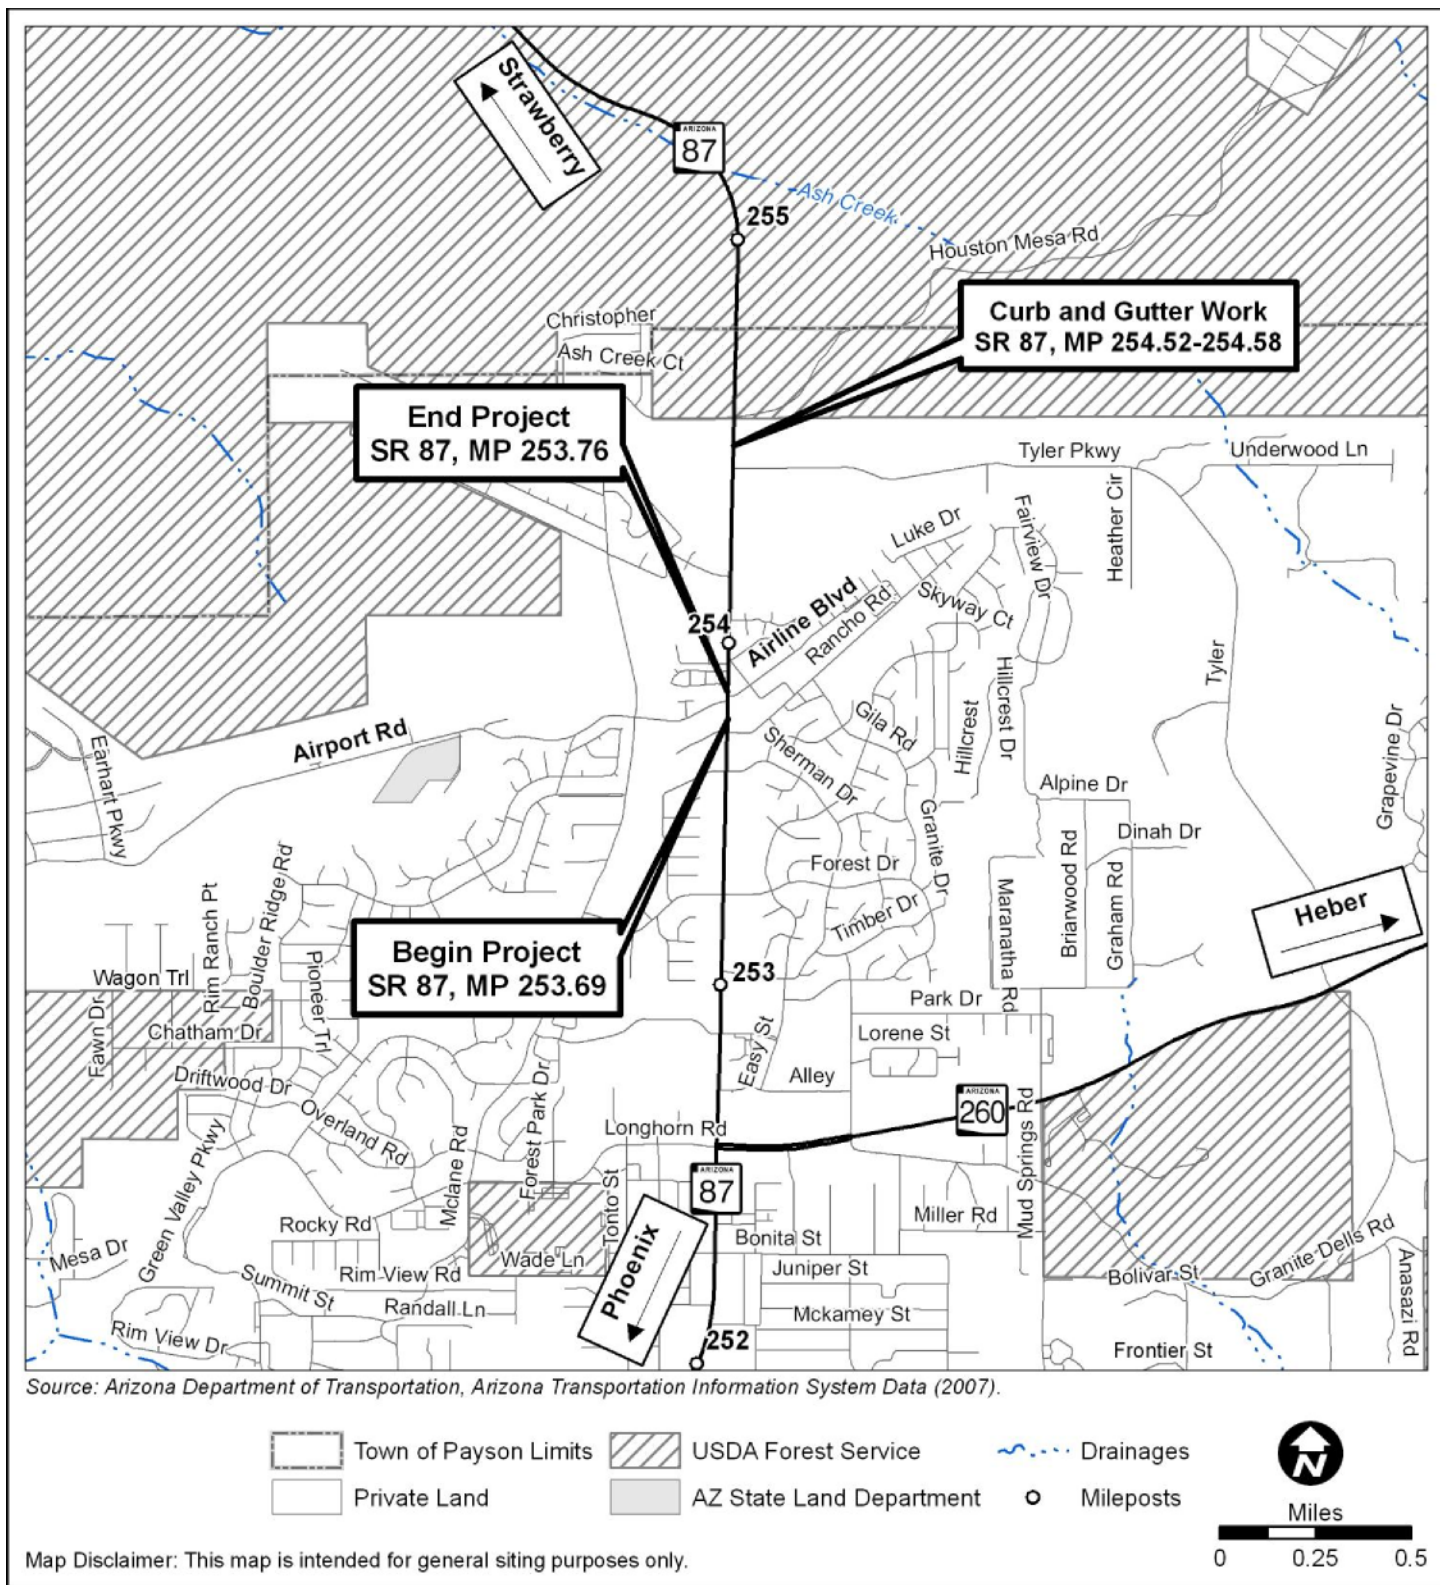 Strawberry
ARIZONA
87
Ash Creek
255
Houston Mesa Rd
Curb and Gutter Work
SR 87, MP 254.52-254.58
Christopher
Ash Creek Ct
End Project
SR 87, MP 253.76
Tyler Pkwy
Underwood Ln
Heather Cir
Luke Dr
Fairview Dr
Airline Blvd
Rancho Rd
Skyway Ct
254
Tyler
Hillcrest Dr
Hillcrest
Gila Rd
Airport Rd
Earhart Pkwy
Sherman Dr
Grapevine Dr
Alpine Dr
Dinah Dr
Granite Dr
Forest Dr
Timber Dr
Maranatha Rd
Briarwood Rd
Graham Rd
Heber
Boulder Ridge Rd
Rim Ranch Pt
Pioneer Trl
Begin Project
SR 87, MP 253.69
253
Wagon Trl
Park Dr
Fawn Dr
Chatham Dr
Lorene St
Easy St
Alley
Driftwood Dr
Overland Rd
Forest Park Dr
Longhorn Rd
ARIZONA
260
Mud Springs Rd
Green Valley Pkwy
Mclane Rd
Tonto St
ARIZONA
87
Miller Rd
Rocky Rd
Phoenix
Bonita St
Granite Dells Rd
Mesa Dr
Wade Ln
Juniper St
Bolivar St
Anasazi Rd
Summit St
Rim View Rd
Randall Ln
Mckamey St
Rim View Dr
252
Frontier St
Source: Arizona Department of Transportation, Arizona Transportation Information System Data (2007).
Town of Payson Limits
USDA Forest Service
Drainages
N
Private Land
AZ State Land Department
Mileposts
Miles
0 0.25 0.5
Map Disclaimer: This map is intended for general siting purposes only.